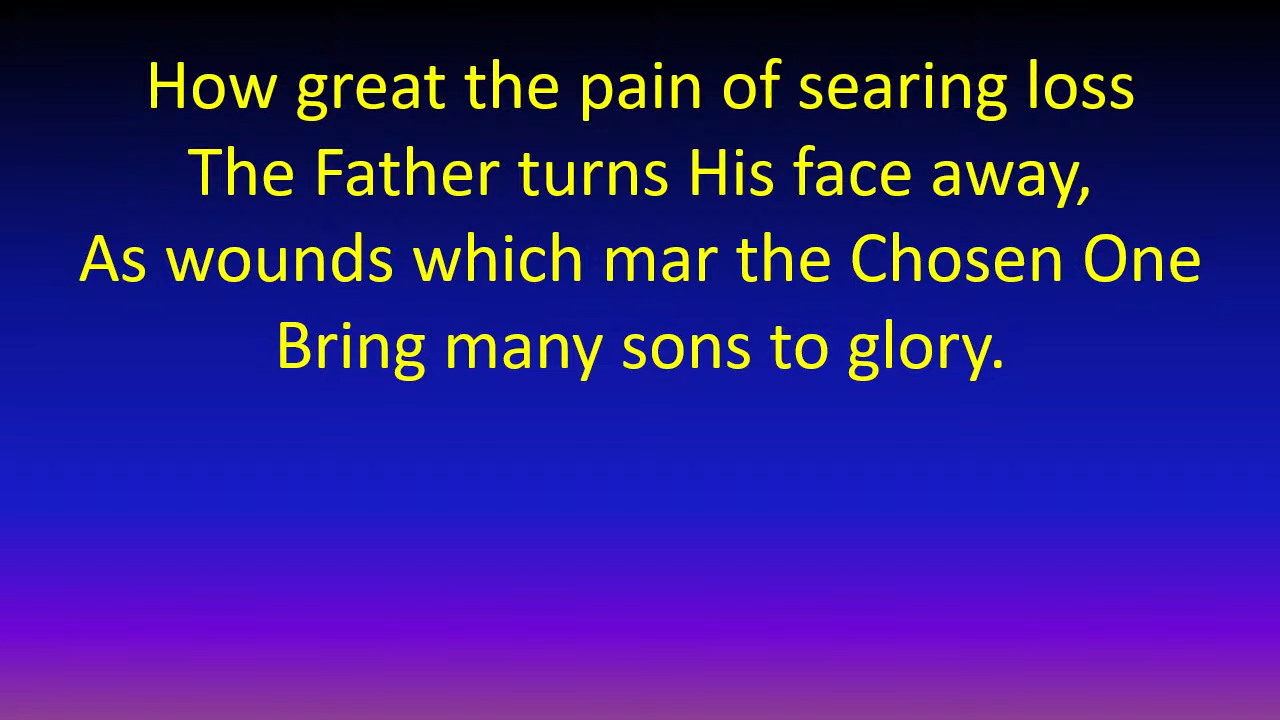 How great the pain of searing loss
The Father turns His face away,
As wounds which mar the Chosen One
Bring many sons to glory.